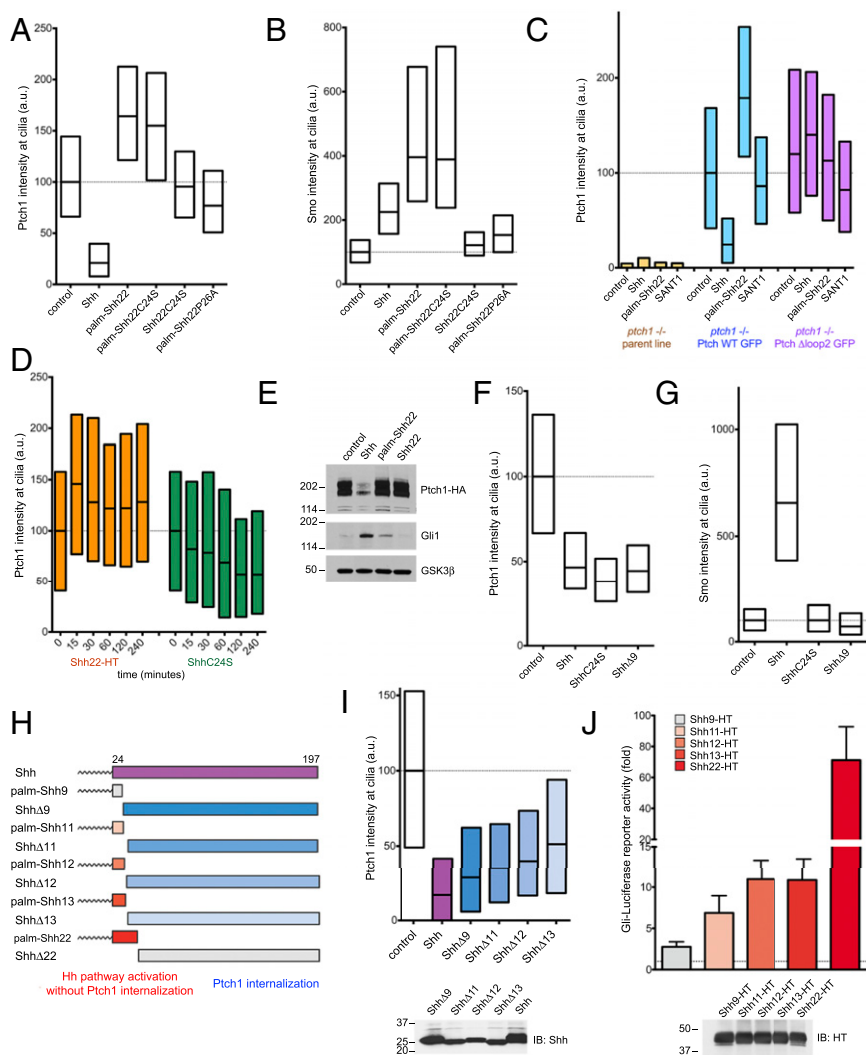 A
Ptch1 intensity at cilia (a.u.)
250
200
150
100
50
0
control
Shh
palm-Shh22
palm-Shh22C24S
Shh22C24S
palm-Shh22P26A
B
Smo intensity at cilia (a.u.)
800
600
400
200
0
control
Shh
palm-Shh22
palm-Shh22C24S
Shh22C24S
palm-Shh22P26A
C
Ptch1 intensity at cilia (a.u.)
200
100
0
control
Shh
palm-Shh22
SANT1
control
Shh
palm-Shh22
SANT1
control
Shh
palm-Shh22
SANT1
ptch1 -/-
parent line
ptch1 -/-
Ptch WT GFP
ptch1 -/-
Ptch Δloop2 GFP
D
Ptch1 intensity at cilia (a.u.)
250
200
150
100
50
0
0
15
30
60
120
240
0
15
30
60
120
240
Shh22-HT
ShhC24S
time (minutes)
E
control
Shh
palm-Shh22
Shh22
202
114
Ptch1-HA
202
114
Gli1
50
GSK3β
F
Ptch1 intensity at cilia (a.u.)
150
100
50
0
control
Shh
ShhC24S
ShhΔ9
G
Smo intensity at cilia (a.u.)
1000
500
0
control
Shh
ShhC24S
ShhΔ9
H
24
197
Shh
palm-Shh9
ShhΔ9
palm-Shh11
ShhΔ11
palm-Shh12
ShhΔ12
palm-Shh13
ShhΔ13
palm-Shh22
ShhΔ22
Hh pathway activation
without Ptch1 internalization
Ptch1 internalization
I
Ptch1 intensity at cilia (a.u.)
150
100
50
0
control
Shh
ShhΔ9
ShhΔ11
ShhΔ12
ShhΔ13
ShhΔ9
ShhΔ11
ShhΔ12
ShhΔ13
Shh
37
25
20
IB: Shh
J
Gli-Luciferase reporter activity (fold)
100
80
60
40
20
15
10
5
0
Shh9-HT
Shh11-HT
Shh12-HT
Shh13-HT
Shh22-HT
Shh9-HT
Shh11-HT
Shh12-HT
Shh13-HT
Shh22-HT
50
37
IB: HT